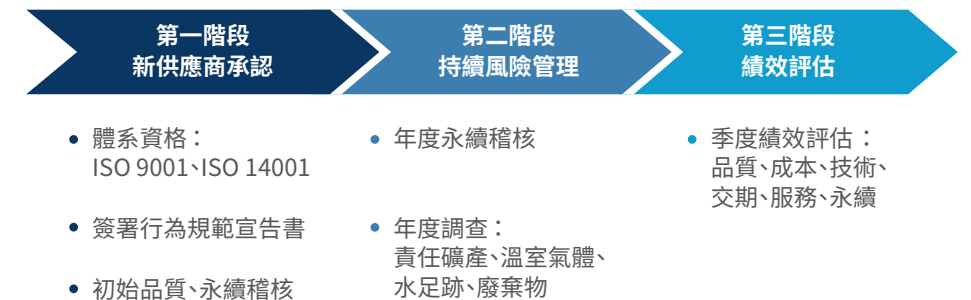 第一階段
新供應商承認
第二階段
持續風險管理
第三階段
績效評估
• 體系資格：
ISO 9001、ISO 14001
• 簽署行為規範宣告書
• 初始品質、永續稽核
• 年度永續稽核
• 年度調查：
責任礦產、溫室氣體、
水足跡、廢棄物
• 季度績效評估：
品質、成本、技術、
交期、服務、永續